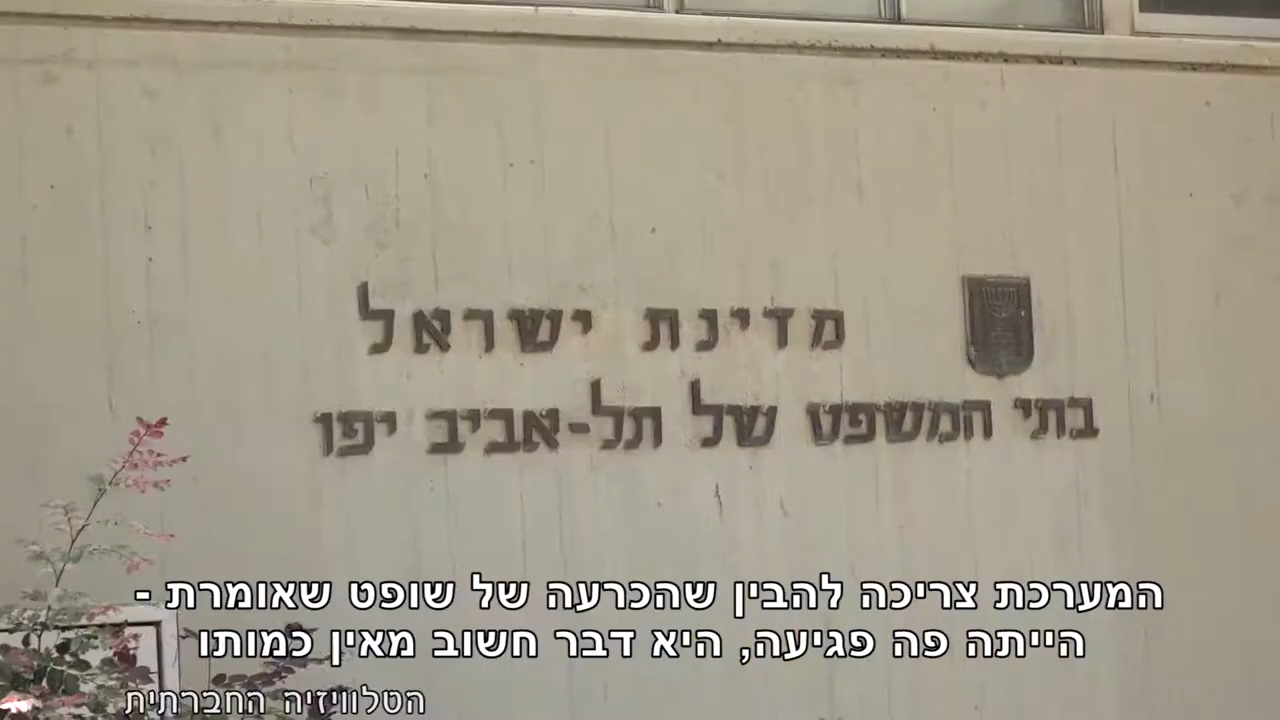 מדינת ישראל
בתי המשפט של תל-אביב יפו
המערכת צריכה להבין שהכרעה של שופט שאומרת -
הייתה פה פגיעה, היא דבר חשוב מאין כמותו
הטלוויזיה החברתית